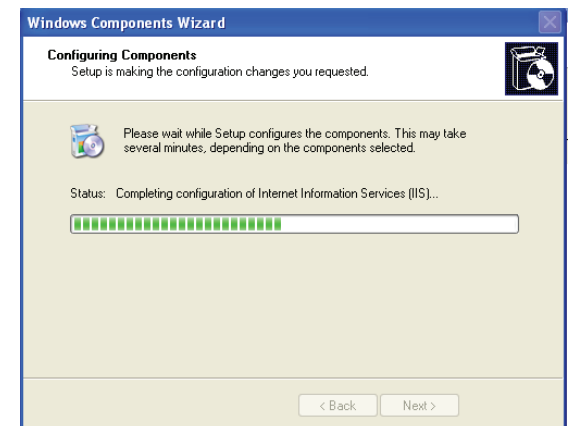 Windows Components Wizard
Configuring Components
Setup is making the configuration changes you requested.
Please wait while Setup configures the components. This may take
several minutes, depending on the components selected.
Status: Completing configuration of Internet Information Services (IIS)...
< Back Next >